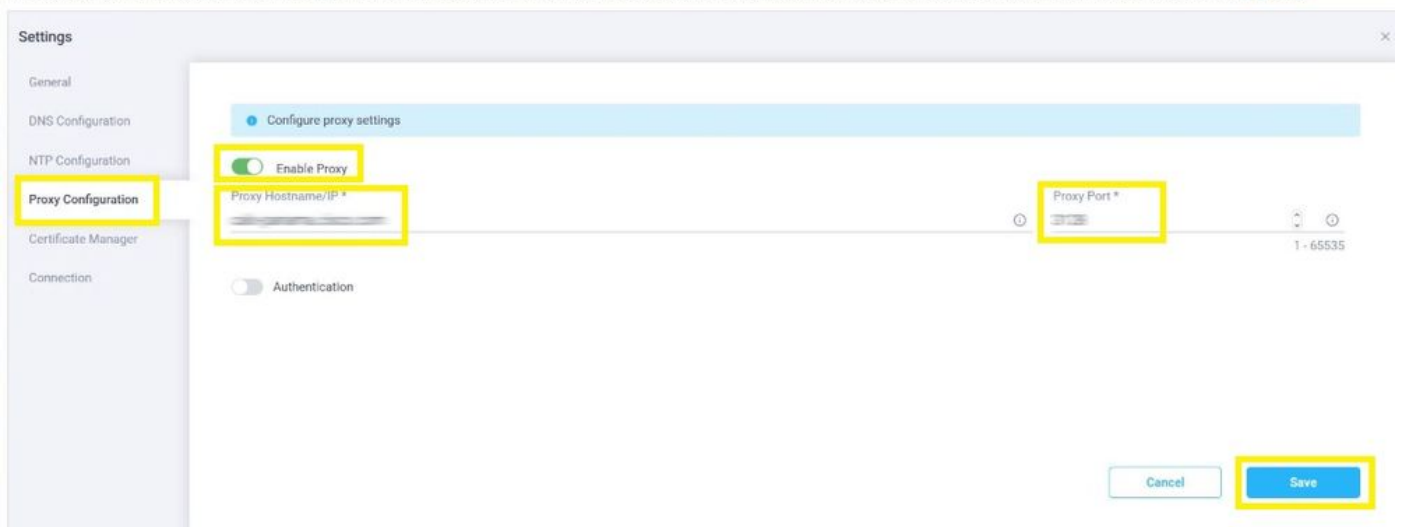 Settings
General
DNS Configuration
Configure proxy settings
NTP Configuration
Enable Proxy
Proxy Configuration
Proxy Hostname/IP *
Proxy Port *
Certificate Manager
1 - 65535
Connection
Authentication
Cancel
Save